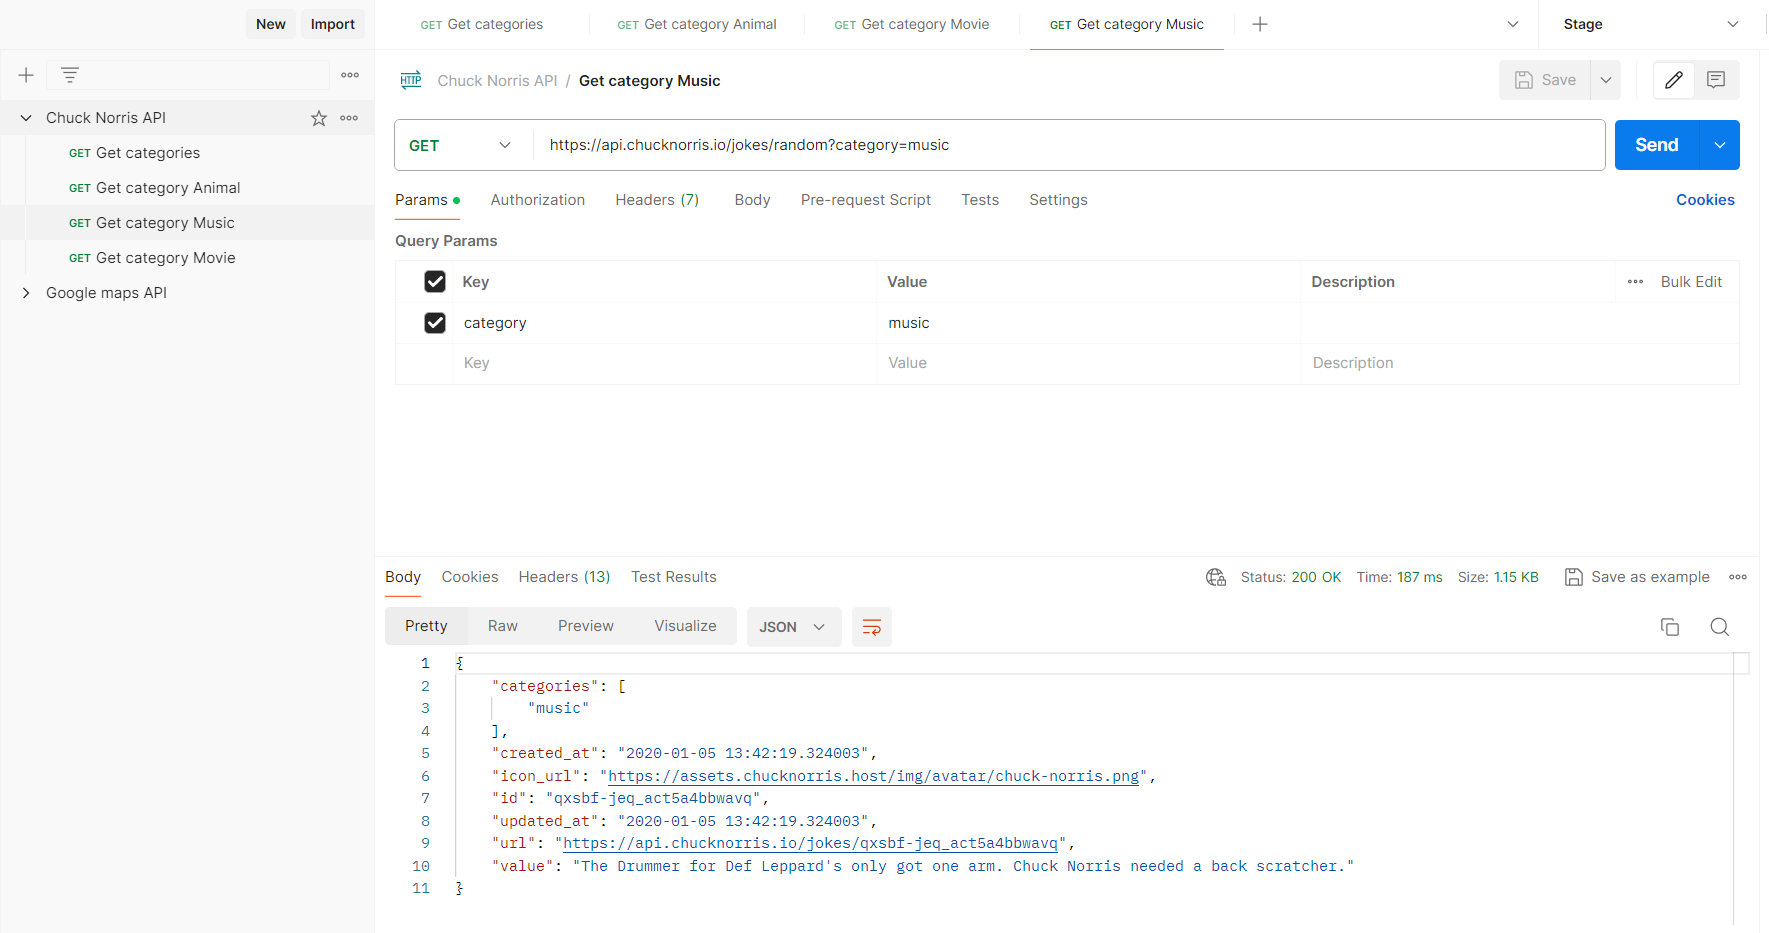 New Import
GET Get categories GET Get category Animal GET Get category Movie GET Get category Music Stage
HTTP Chuck Norris API / Get category Music Save
Chuck Norris API
GET Get categories
GET Get category Animal
GET Get category Music
GET Get category Movie
Google maps API
GET https://api.chucknorris.io/jokes/random?category=music Send
Params Authorization Headers (7) Body Pre-request Script Tests Settings Cookies
Query Params
Key Value Description Bulk Edit
category music
Key Value Description
Body Cookies Headers (13) Test Results Status: 200 OK Time: 187 ms Size: 1.15 KB Save as example
Pretty Raw Preview Visualize JSON
1 {
2 "categories": [
3 "music"
4 ],
5 "created_at": "2020-01-05 13:42:19.324003",
6 "icon_url": "https://assets.chucknorris.host/img/avatar/chuck-norris.png",
7 "id": "qxsbf-jeq_act5a4bbwavq",
8 "updated_at": "2020-01-05 13:42:19.324003",
9 "url": "https://api.chucknorris.io/jokes/qxsbf-jeq_act5a4bbwavq",
10 "value": "The Drummer for Def Leppard's only got one arm. Chuck Norris needed a back scratcher."
11 }